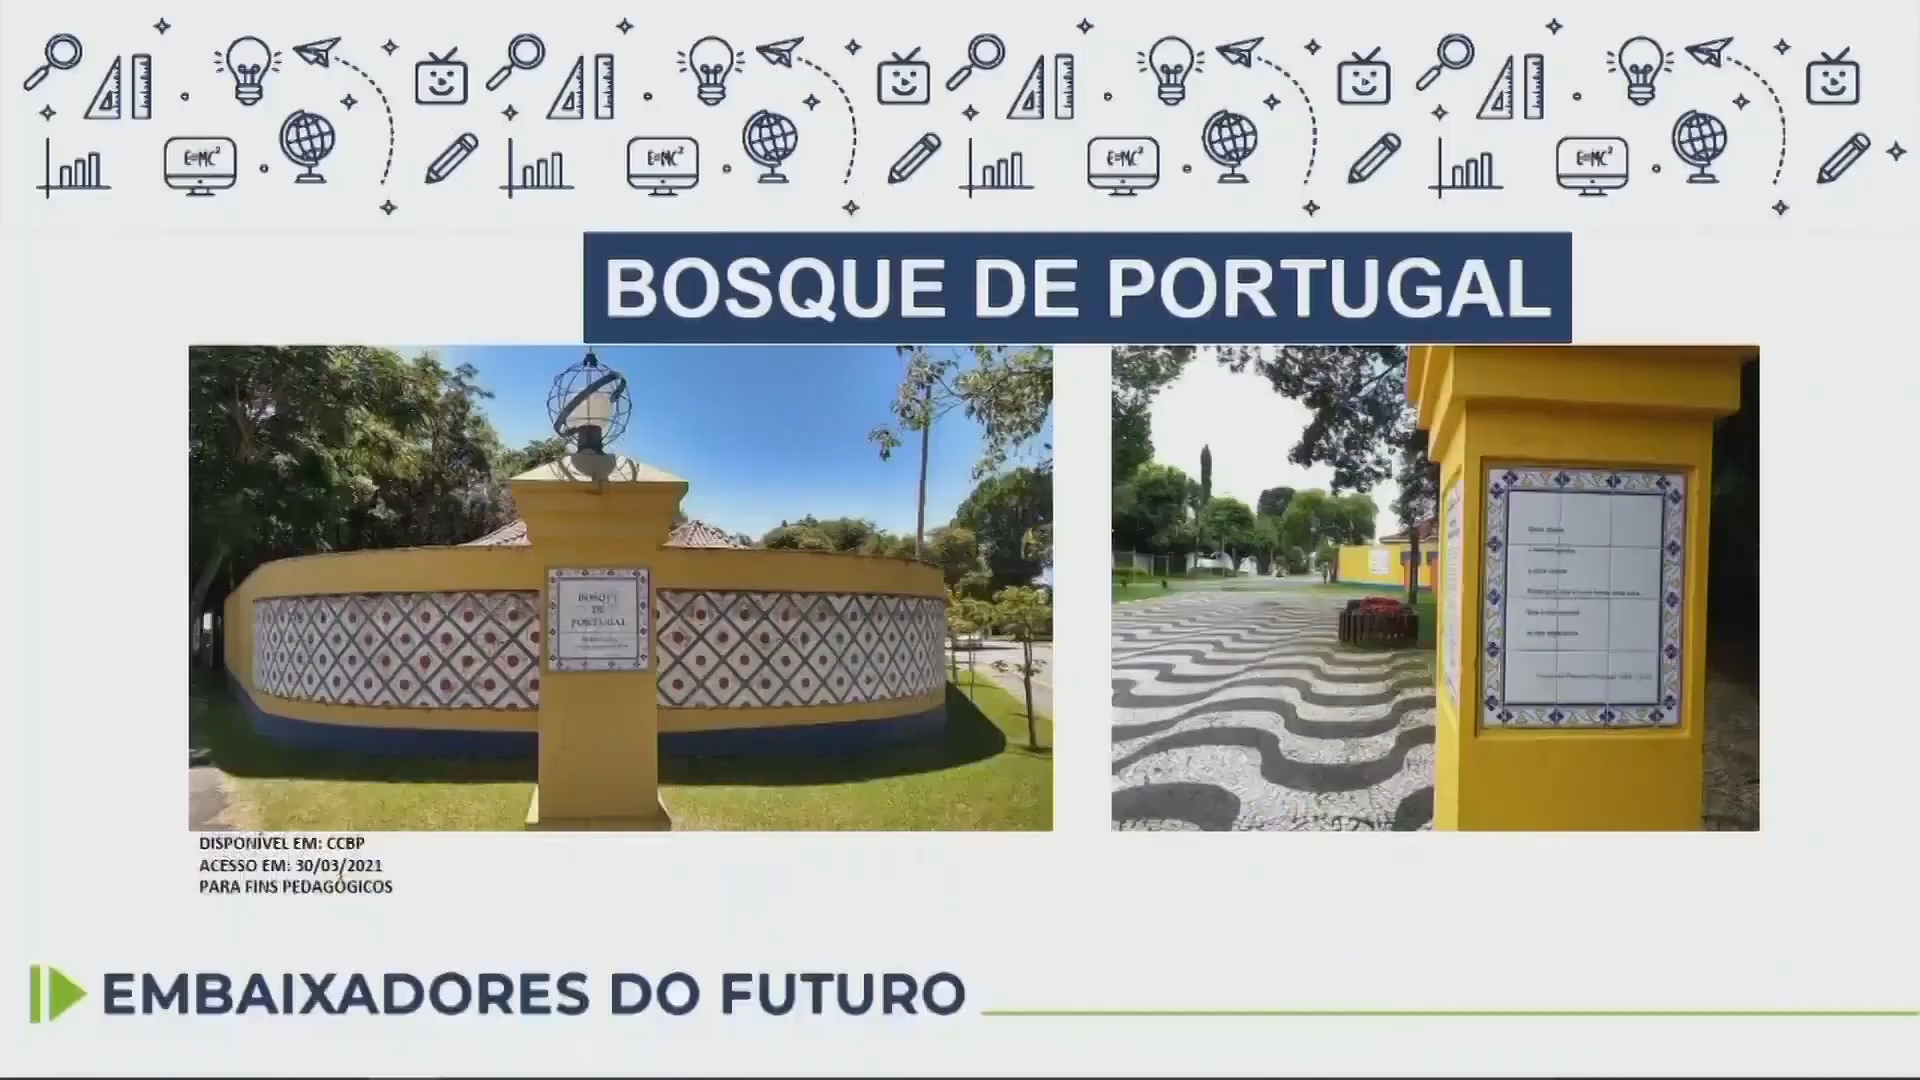 E=MC²
E=MC²
E=MC²
E=MC²
BOSQUE DE PORTUGAL
BOSQUE
DE
PORTUGAL
DISPONÍVEL EM: CCBP
ACESSO EM: 30/03/2021
PARA FINS PEDAGÓGICOS
EMBAIXADORES DO FUTURO